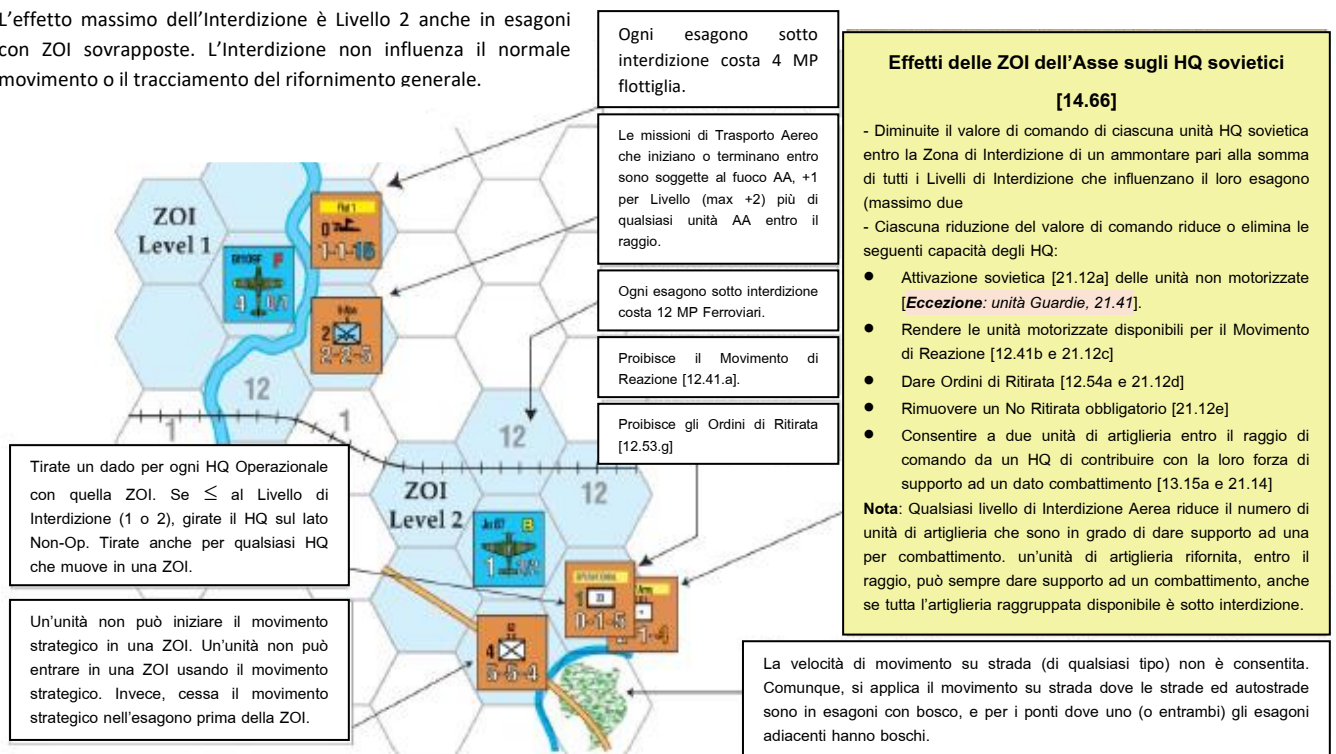 L'effetto massimo dell'Interdizione è Livello 2 anche in esagoni
con ZOI sovrapposte. L'Interdizione non influenza il normale
movimento o il tracciamento del rifornimento generale.
Ogni esagono sotto
interdizione costa 4 MP
flottiglia.
Le missioni di Trasporto Aereo
che iniziano o terminano entro
sono soggette al fuoco AA, +1
per Livello (max +2) più di
qualsiasi unità AA entro il
raggio.
Ogni esagono sotto interdizione
costa 12 MP Ferroviari.
Proibisce il Movimento di
Reazione [12.41.a].
Proibisce gli Ordini di Ritirata
[12.53.g]
Effetti delle ZOI dell'Asse sugli HQ sovietici
[14.66]
- Diminuite il valore di comando di ciascuna unità HQ sovietica
entro la Zona di Interdizione di un ammontare pari alla somma
di tutti i Livelli di Interdizione che influenzano il loro esagono
(massimo due
- Ciascuna riduzione del valore di comando riduce o elimina le
seguenti capacità degli HQ:
● Attivazione sovietica [21.12a] delle unità non motorizzate
[Eccezione: unità Guardie, 21.41].
● Rendere le unità motorizzate disponibili per il Movimento
di Reazione [12.41b e 21.12c]
● Dare Ordini di Ritirata [12.54a e 21.12d]
● Rimuovere un No Ritirata obbligatorio [21.12e]
● Consentire a due unità di artiglieria entro il raggio di
comando da un HQ di contribuire con la loro forza di
supporto ad un dato combattimento [13.15a e 21.14]
Nota: Qualsiasi livello di Interdizione Aerea riduce il numero di
unità di artiglieria che sono in grado di dare supporto ad una
per combattimento. un'unità di artiglieria rifornita, entro il
raggio, può sempre dare supporto ad un combattimento, anche
se tutta l'artiglieria raggruppata disponibile è sotto interdizione.
ZOI
Level 1
F
4
0
1-1-16
2
2-2-5
12
1
1
12
ZOI
Level 2
12
Ju 87 B
1
1
0-1-5
1-4
4
5-5-4
Tirate un dado per ogni HQ Operazionale
con quella ZOI. Se ≤ al Livello di
Interdizione (1 o 2), girate il HQ sul lato
Non-Op. Tirate anche per qualsiasi HQ
che muove in una ZOI.
Un'unità non può iniziare il movimento
strategico in una ZOI. Un'unità non può
entrare in una ZOI usando il movimento
strategico. Invece, cessa il movimento
strategico nell'esagono prima della ZOI.
La velocità di movimento su strada (di qualsiasi tipo) non è consentita.
Comunque, si applica il movimento su strada dove le strade ed autostrade
sono in esagoni con bosco, e per i ponti dove uno (o entrambi) gli esagoni
adiacenti hanno boschi.